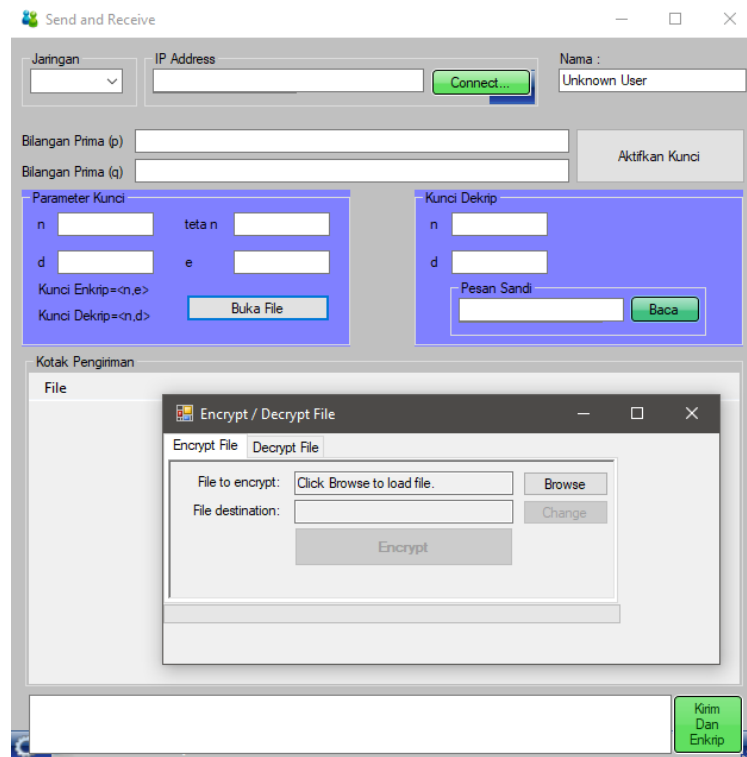 Send and Receive
Jaringan
IP Address
Connect...
Nama :
Unknown User
Bilangan Prima (p)
Bilangan Prima (q)
Aktifkan Kunci
Parameter Kunci
n
teta n
d
e
Kunci Enkrip=<n,e>
Kunci Dekrip=<n,d>
Buka File
Kunci Dekrip
n
d
Pesan Sandi
Baca
Kotak Pengiriman
File
Encrypt / Decrypt File
Encrypt File
Decrypt File
File to encrypt:
Click Browse to load file.
Browse
File destination:
Change
Encrypt
Kirim
Dan
Enkrip